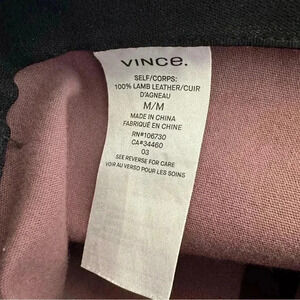 VINCE.
SELF/CORPS:
100% LAMB LEATHER/CUIR
D'AGNEAU
M/M
MADE IN CHINA
FABRIQUÉ EN CHINE
RN#106730
CA#34460
03
SEE REVERSE FOR CARE
VOIR AU VERSO POUR LES SOINS